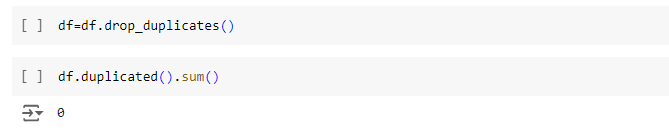 [ ] df=df.drop_duplicates()
[ ] df.duplicated().sum()
0